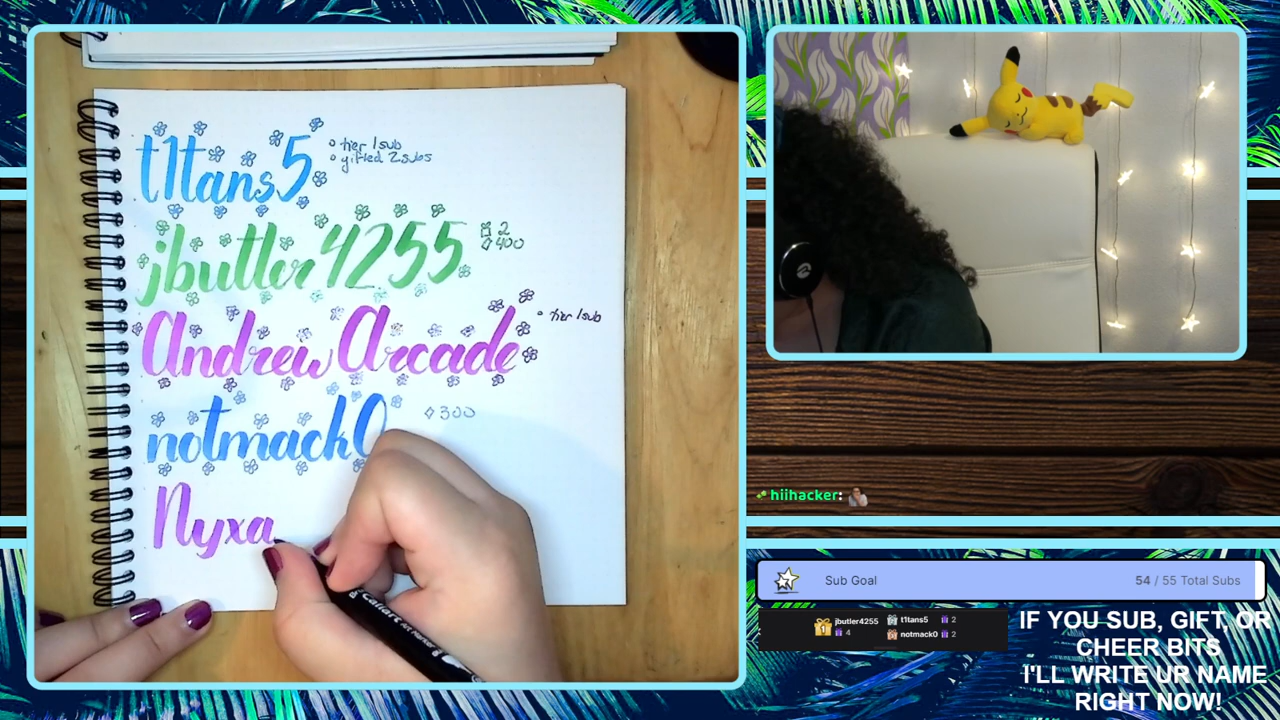 t1tans5
° tier 1 sub
° gifted 2 subs
jbutler4255
2
400
AndrewArcade
° tier 1 sub
notmack0
300
Nyxa
hiihacker:
Sub Goal
54 / 55 Total Subs
jbutler4255
4
t1tans5 2
notmack0 2
IF YOU SUB, GIFT, OR
CHEER BITS
I'LL WRITE UR NAME
RIGHT NOW!